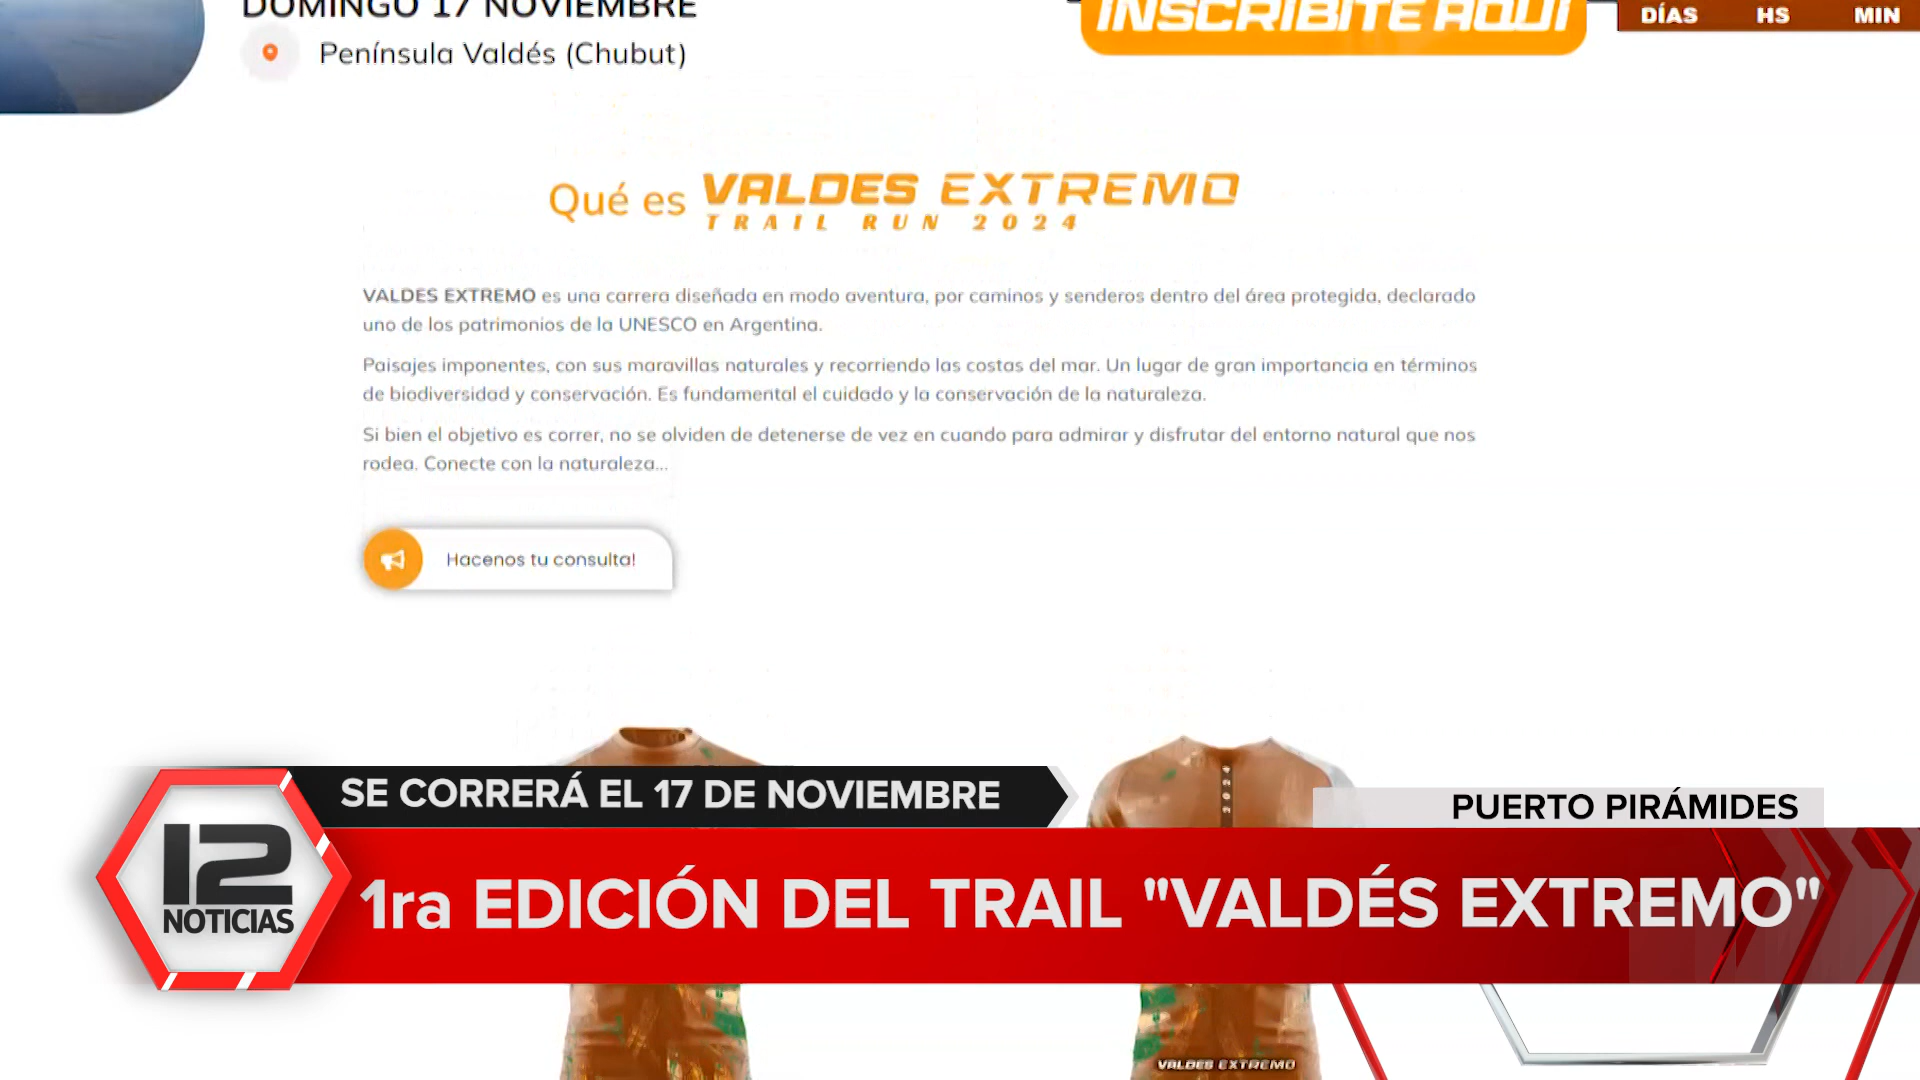 DOMINGO 17 NOVIEMBRE
Península Valdés (Chubut)
INSCRIBITE AQUI
DÍAS HS MIN
Qué es VALDES EXTREMO
TRAIL RUN 2024
VALDES EXTREMO es una carrera diseñada en modo aventura, por caminos y senderos dentro del área protegida, declarado
uno de los patrimonios de la UNESCO en Argentina.
Paisajes imponentes, con sus maravillas naturales y recorriendo las costas del mar. Un lugar de gran importancia en términos
de biodiversidad y conservación. Es fundamental el cuidado y la conservación de la naturaleza.
Si bien el objetivo es correr, no se olviden de detenerse de vez en cuando para admirar y disfrutar del entorno natural que nos
rodea. Conecte con la naturaleza...
Hacenos tu consulta!
SE CORRERÁ EL 17 DE NOVIEMBRE
PUERTO PIRÁMIDES
12
NOTICIAS
1ra EDICIÓN DEL TRAIL "VALDÉS EXTREMO"
VALDES EXTREMO